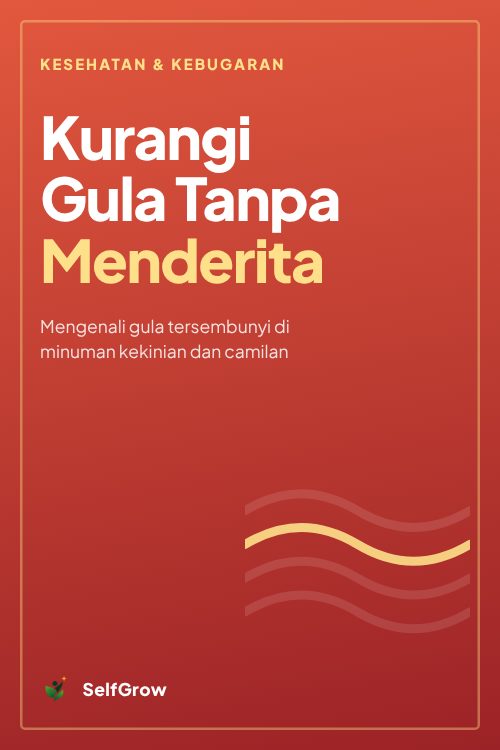 KESEHATAN & KEBUGARAN
Kurangi
Gula Tanpa
Menderita
Mengenali gula tersembunyi di
minuman kekinian dan camilan
SelfGrow